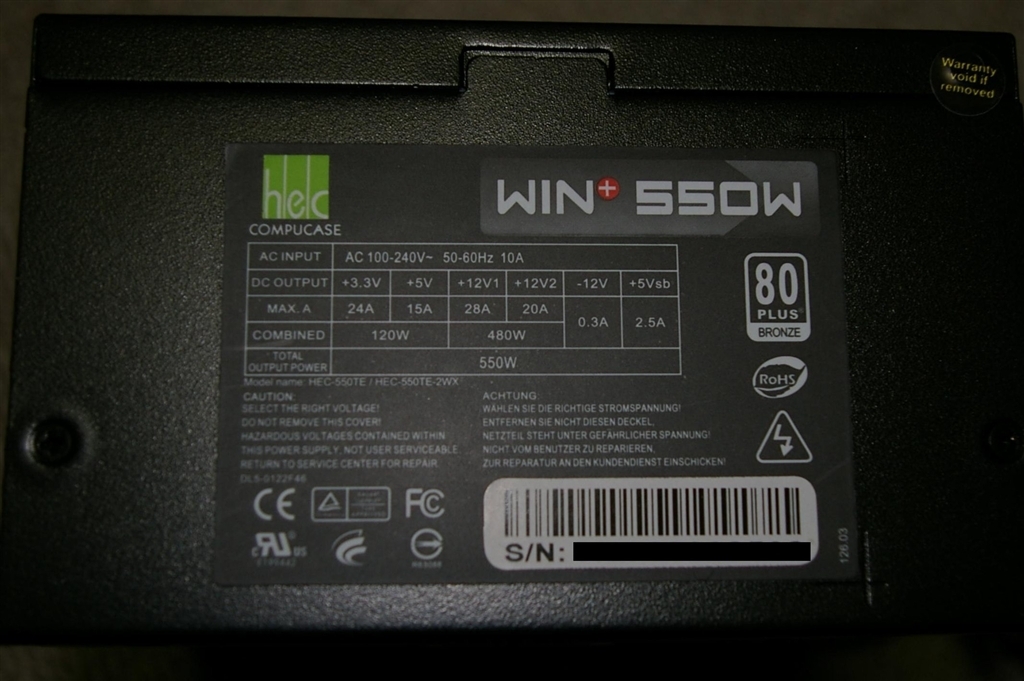 Warranty
void if
removed
hec
COMPUCASE
WIN+ 550W
AC INPUT AC 100-240V~ 50-60Hz 10A
DC OUTPUT +3.3V +5V +12V1 +12V2 -12V +5Vsb
MAX. A 24A 15A 28A 20A 0.3A 2.5A
COMBINED 120W 480W
TOTAL
OUTPUT POWER 550W
Model name: HEC-550TE / HEC-550TE-2WX
80
PLUS
BRONZE
RoHS
CAUTION:
SELECT THE RIGHT VOLTAGE!
DO NOT REMOVE THIS COVER!
HAZARDOUS VOLTAGES CONTAINED WITHIN
THIS POWER SUPPLY, NOT USER SERVICEABLE.
RETURN TO SERVICE CENTER FOR REPAIR.
DL5-0122F46
ACHTUNG:
WÄHLEN SIE DIE RICHTIGE STROMSPANNUNG!
ENTFERNEN SIE NICHT DIESEN DECKEL,
NETZTEIL STEHT UNTER GEFÄHRLICHER SPANNUNG!
NICHT VOM BENUTZER ZU REPARIEREN,
ZUR REPARATUR AN DEN KUNDENDIENST EINSCHICKEN!
CE
FC
c RU US
S/N:
126.03